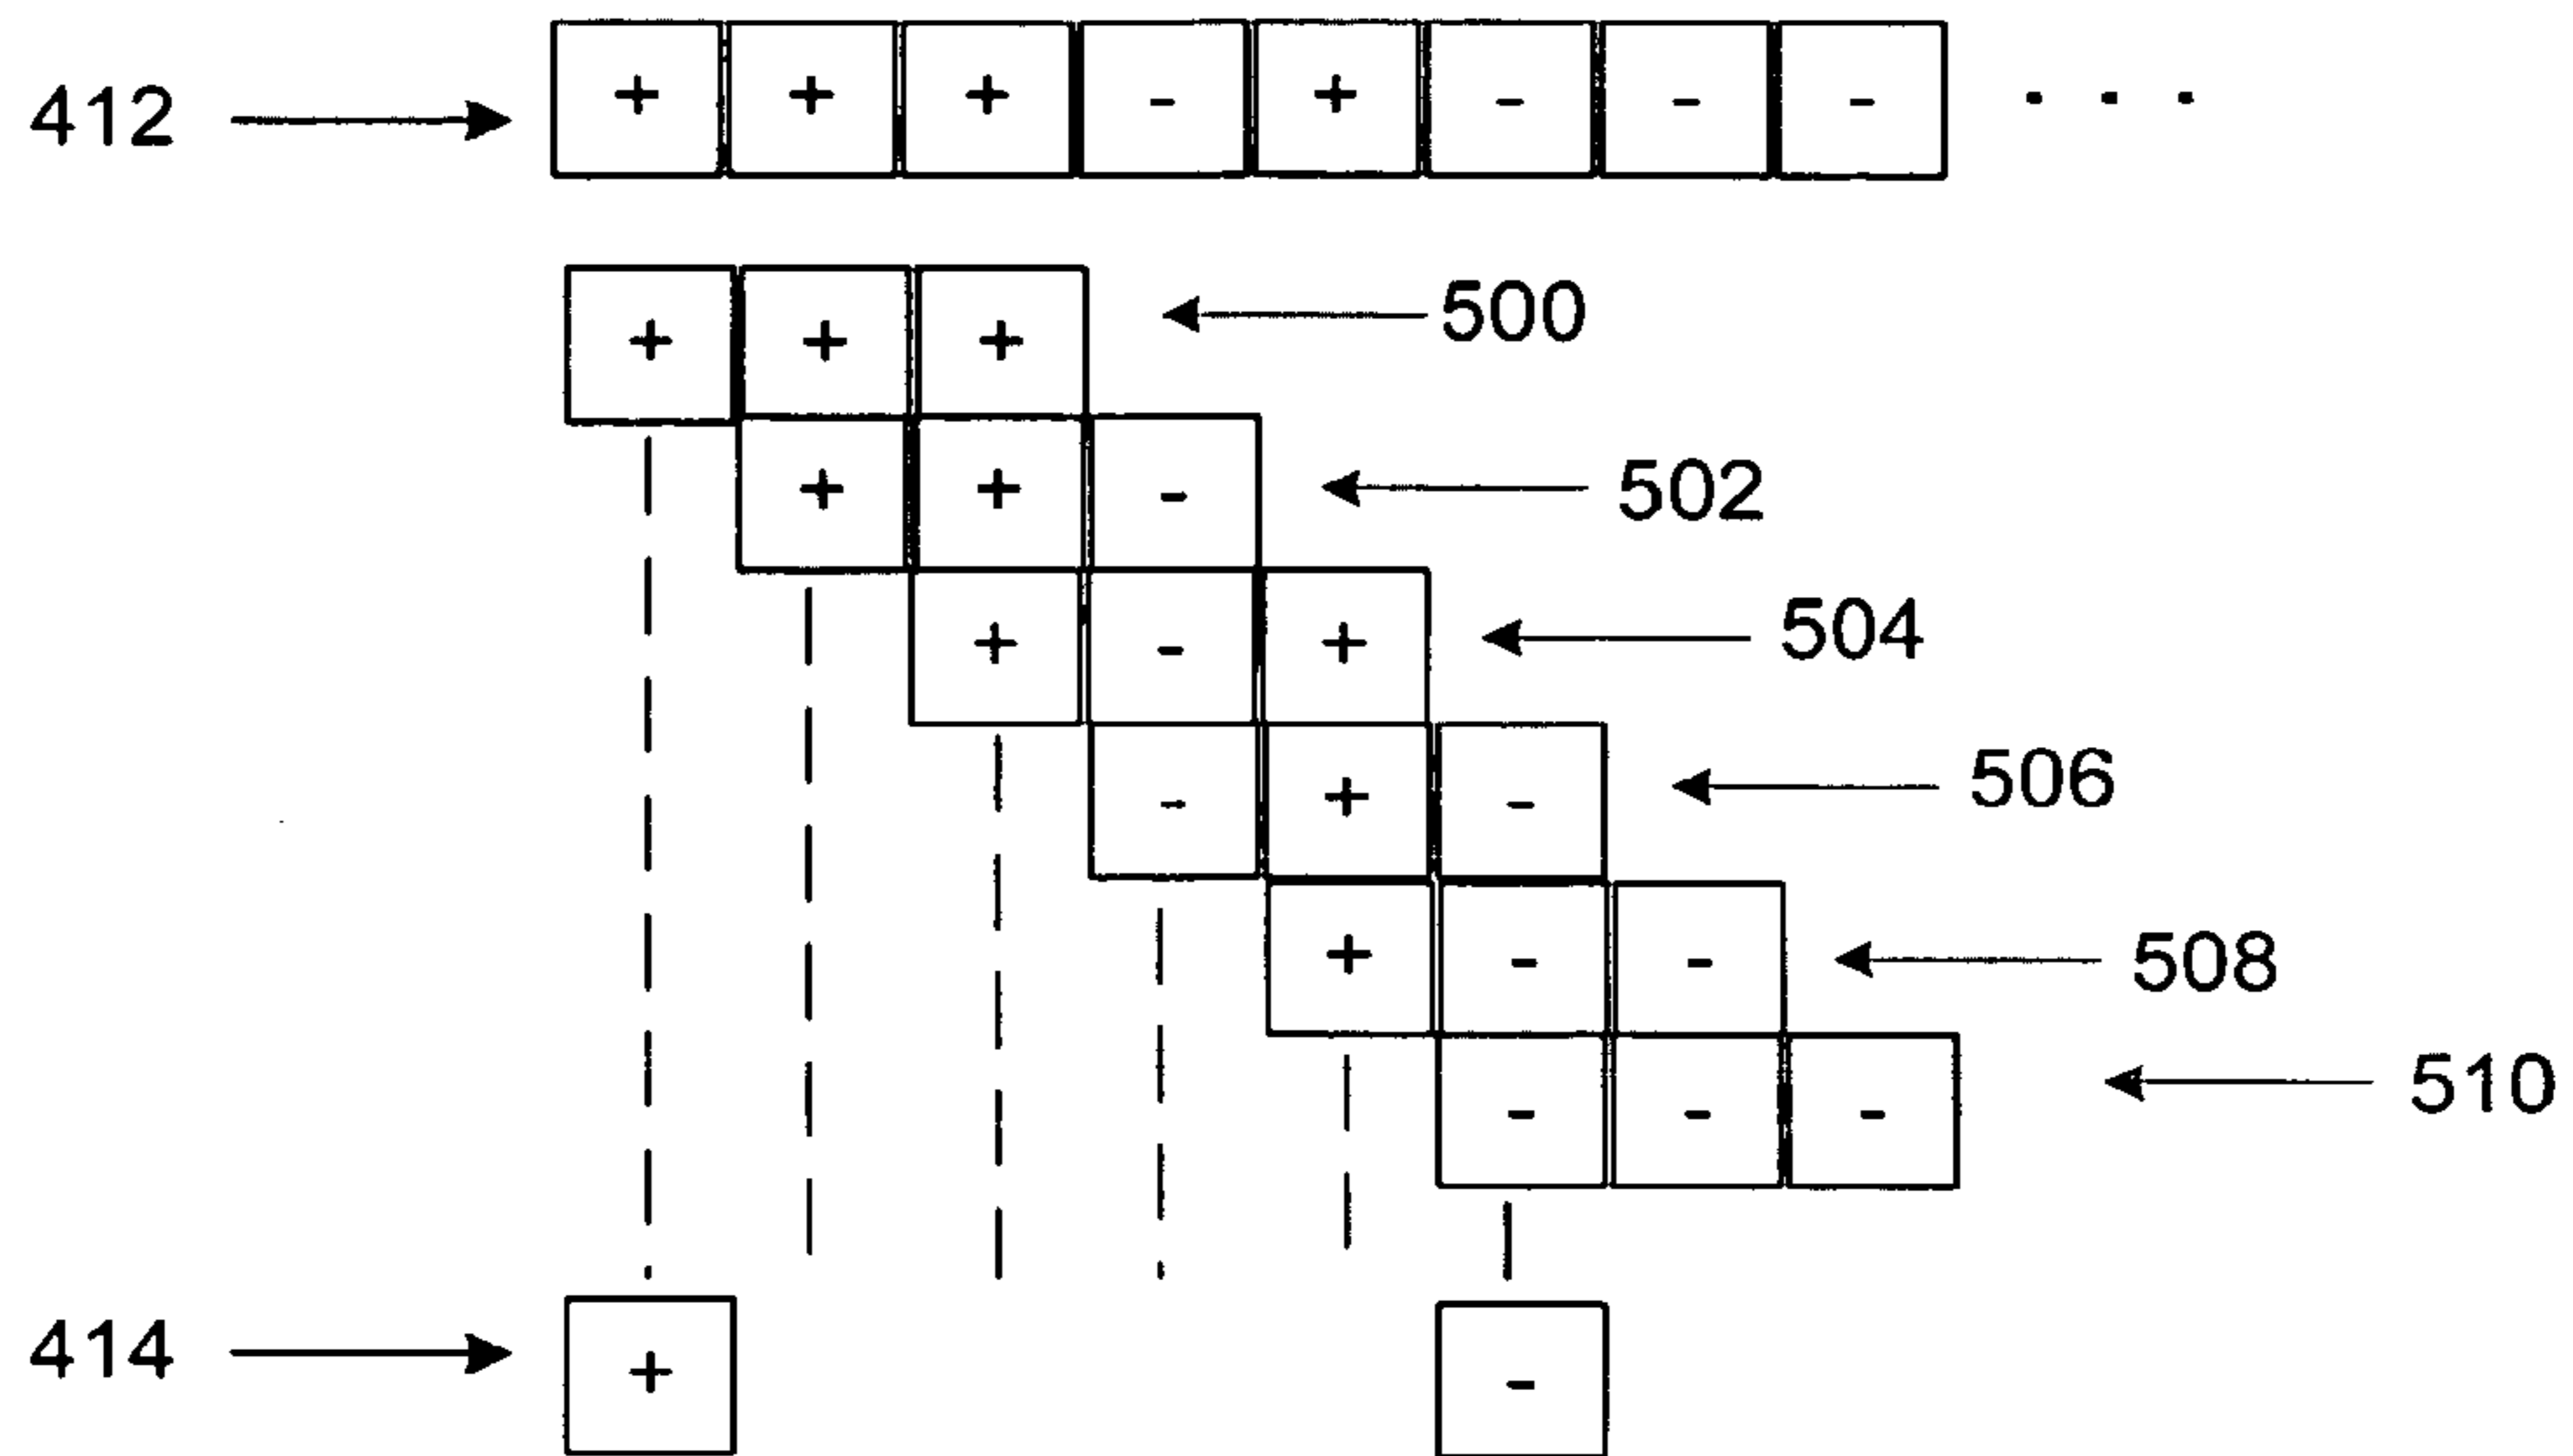 412 + + + - + - - - . . .
+ + + 500
+ + - 502
+ - + 504
- + - 506
+ - - 508
- - - 510
414 + -